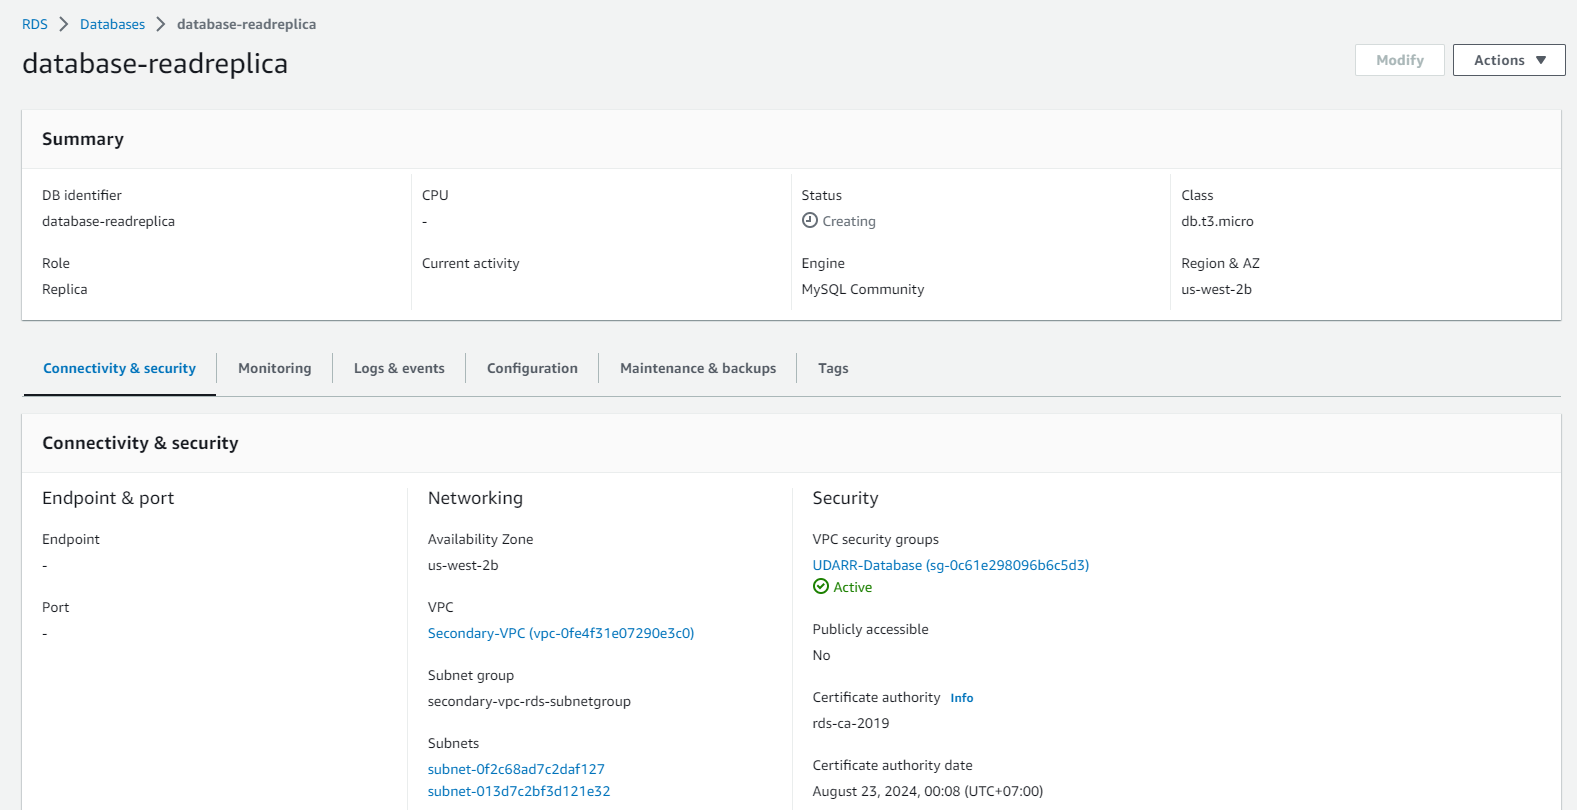 RDS > Databases > database-readreplica
database-readreplica
Modify
Actions
Summary
DB identifier
database-readreplica
Role
Replica
CPU
-
Current activity
Status
Creating
Engine
MySQL Community
Class
db.t3.micro
Region & AZ
us-west-2b
Connectivity & security
Monitoring
Logs & events
Configuration
Maintenance & backups
Tags
Connectivity & security
Endpoint & port
Endpoint
-
Port
-
Networking
Availability Zone
us-west-2b
VPC
Secondary-VPC (vpc-0fe4f31e07290e3c0)
Subnet group
secondary-vpc-rds-subnetgroup
Subnets
subnet-0f2c68ad7c2daf127
subnet-013d7c2bf3d121e32
Security
VPC security groups
UDARR-Database (sg-0c61e298096b6c5d3)
Active
Publicly accessible
No
Certificate authority Info
rds-ca-2019
Certificate authority date
August 23, 2024, 00:08 (UTC+07:00)